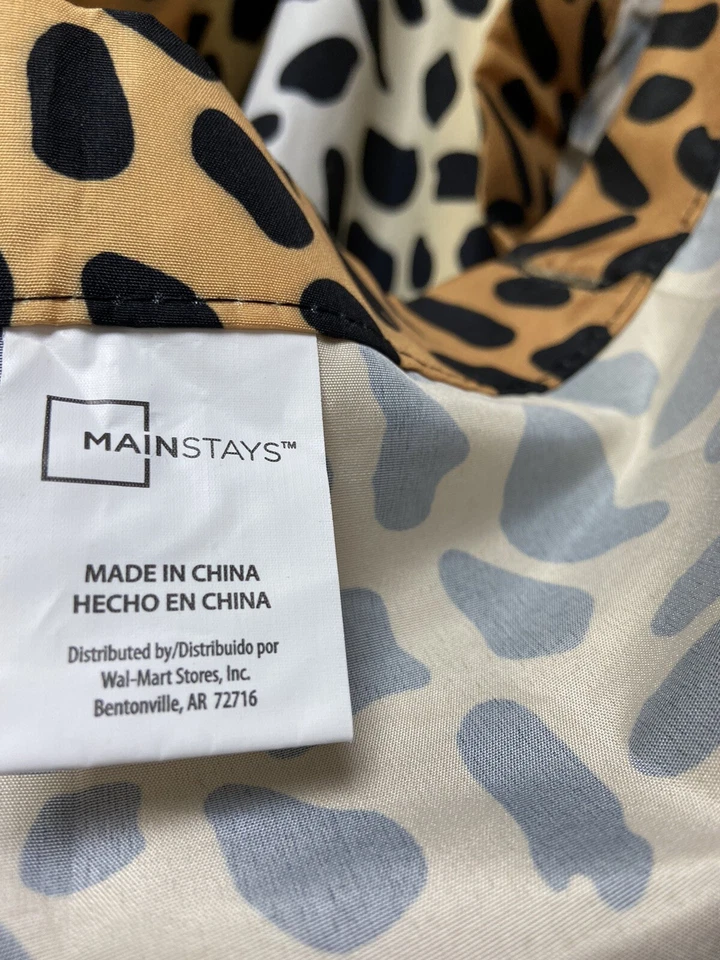 MAINSTAYS™
MADE IN CHINA
HECHO EN CHINA
Distributed by/Distribuido por
Wal-Mart Stores, Inc.
Bentonville, AR 72716